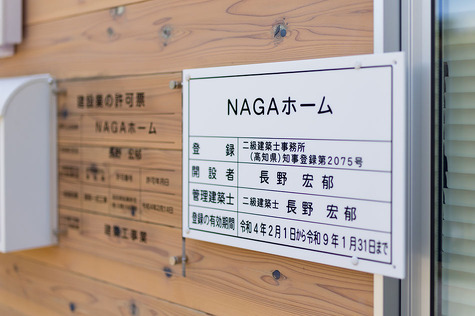 建設業の許可票
NAGAホーム
長野 宏郁
建築工事業
NAGAホーム
登録 二級建築士事務所
(高知県)知事登録第2075号
開設者 長野 宏郁
管理建築士 二級建築士 長野 宏郁
登録の有効期間 令和4年2月1日から令和9年1月31日まで